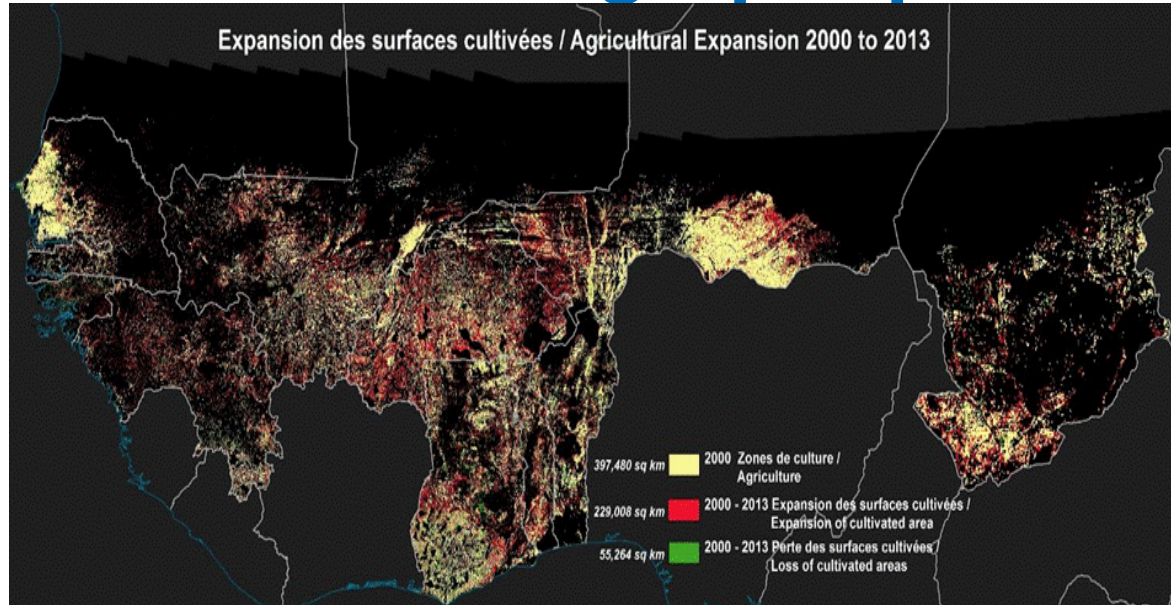 Expansion des surfaces cultivées / Agricultural Expansion 2000 to 2013
397,480 sq km 2000 Zones de culture /
Agriculture
229,008 sq km 2000 - 2013 Expansion des surfaces cultivées /
Expansion of cultivated area
55,264 sq km 2000 - 2013 Perte des surfaces cultivées
Loss of cultivated areas